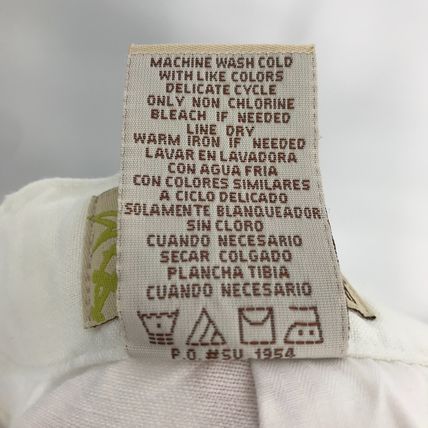 MACHINE WASH COLD
WITH LIKE COLORS
DELICATE CYCLE
ONLY NON CHLORINE
BLEACH IF NEEDED
LINE DRY
WARM IRON IF NEEDED
LAVAR EN LAVADORA
CON AGUA FRIA
CON COLORES SIMILARES
A CICLO DELICADO
SOLAMENTE BLANQUEADOR
SIN CLORO
CUANDO NECESARIO
SECAR COLGADO
PLANCHA TIBIA
CUANDO NECESARIO
P.O. #SU 1954